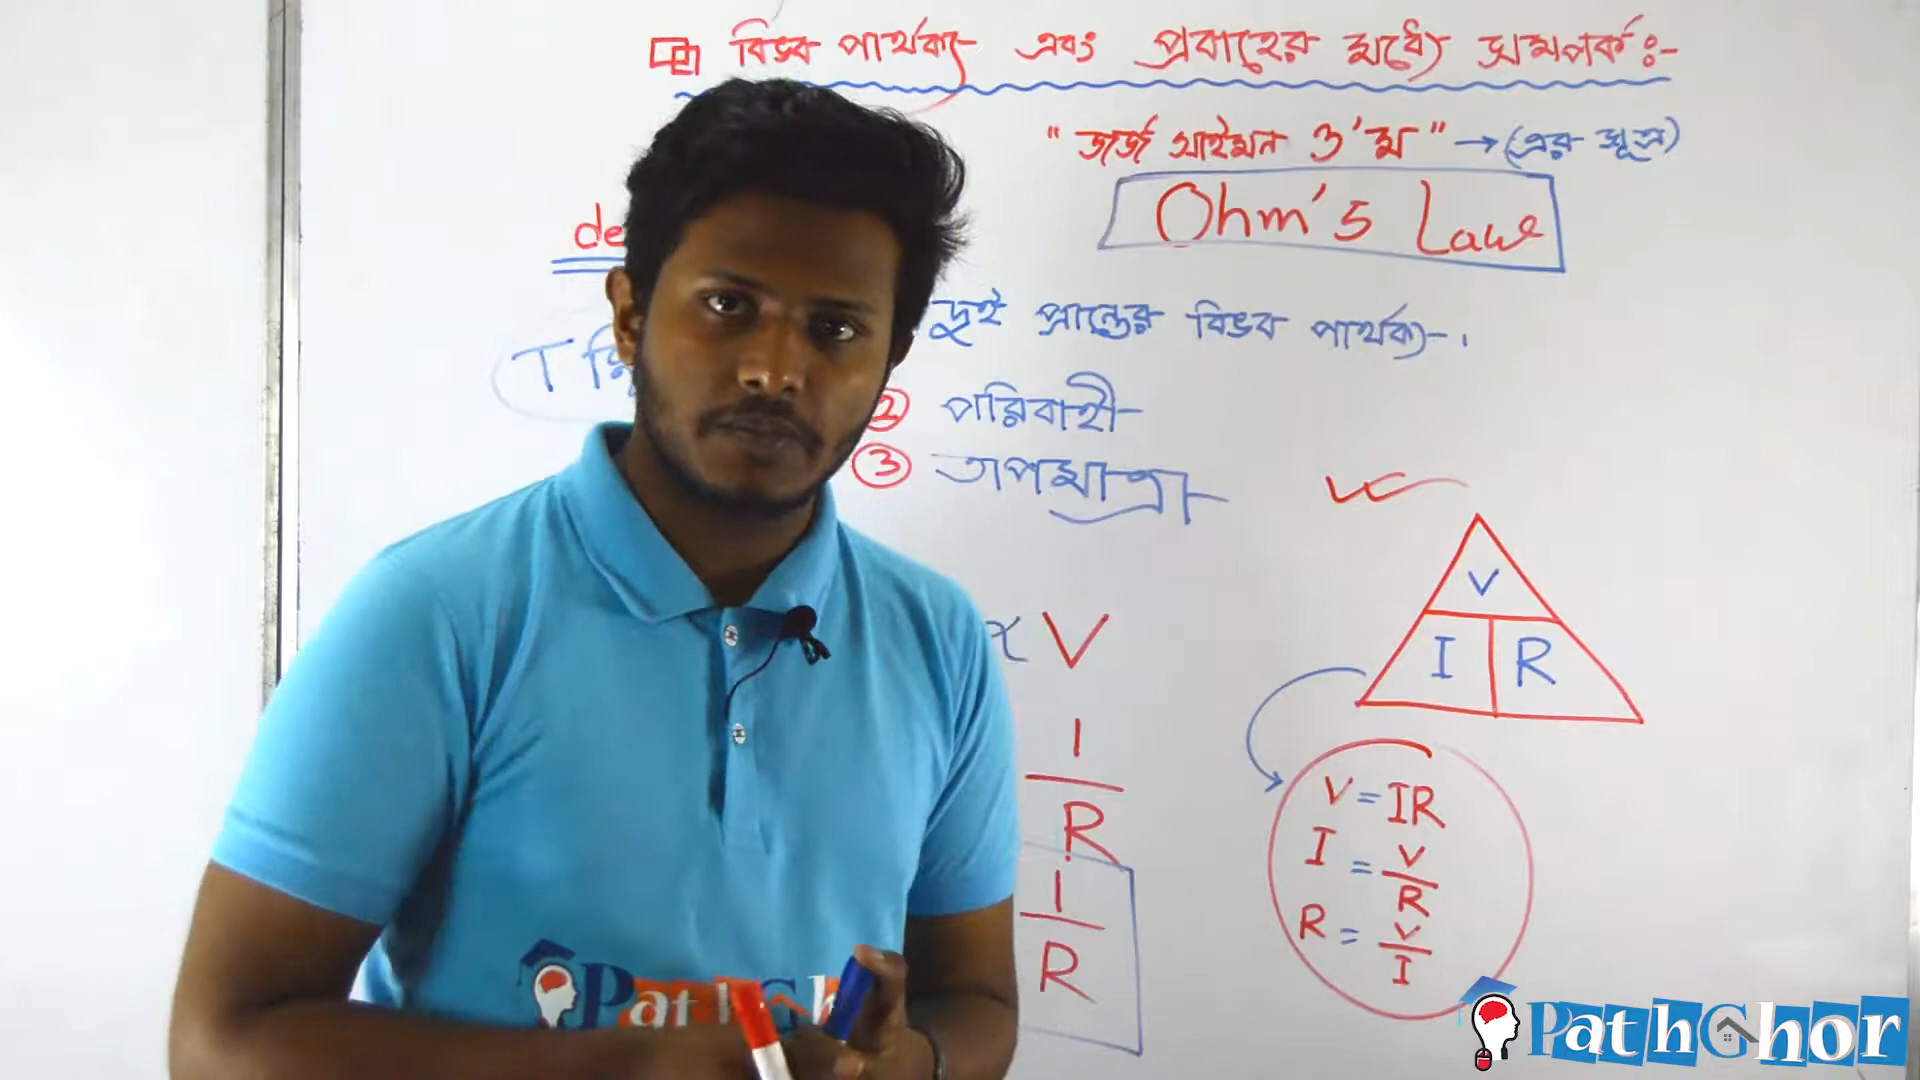 বিভব পার্থক্য এবং প্রবাহের মধ্যে সম্পর্ক ঃ-
"জর্জ সাইমন ও'ম" → (এর সূত্র)
Ohm's Law
de
দুই প্রান্তের বিভব পার্থক্য।
T স্থি
② পরিবাহী
③ তাপমাত্রা
V
I R
∝ V
1
R
1
R
V = IR
I = V/R
R = V/I
PathGhor
PathGhor